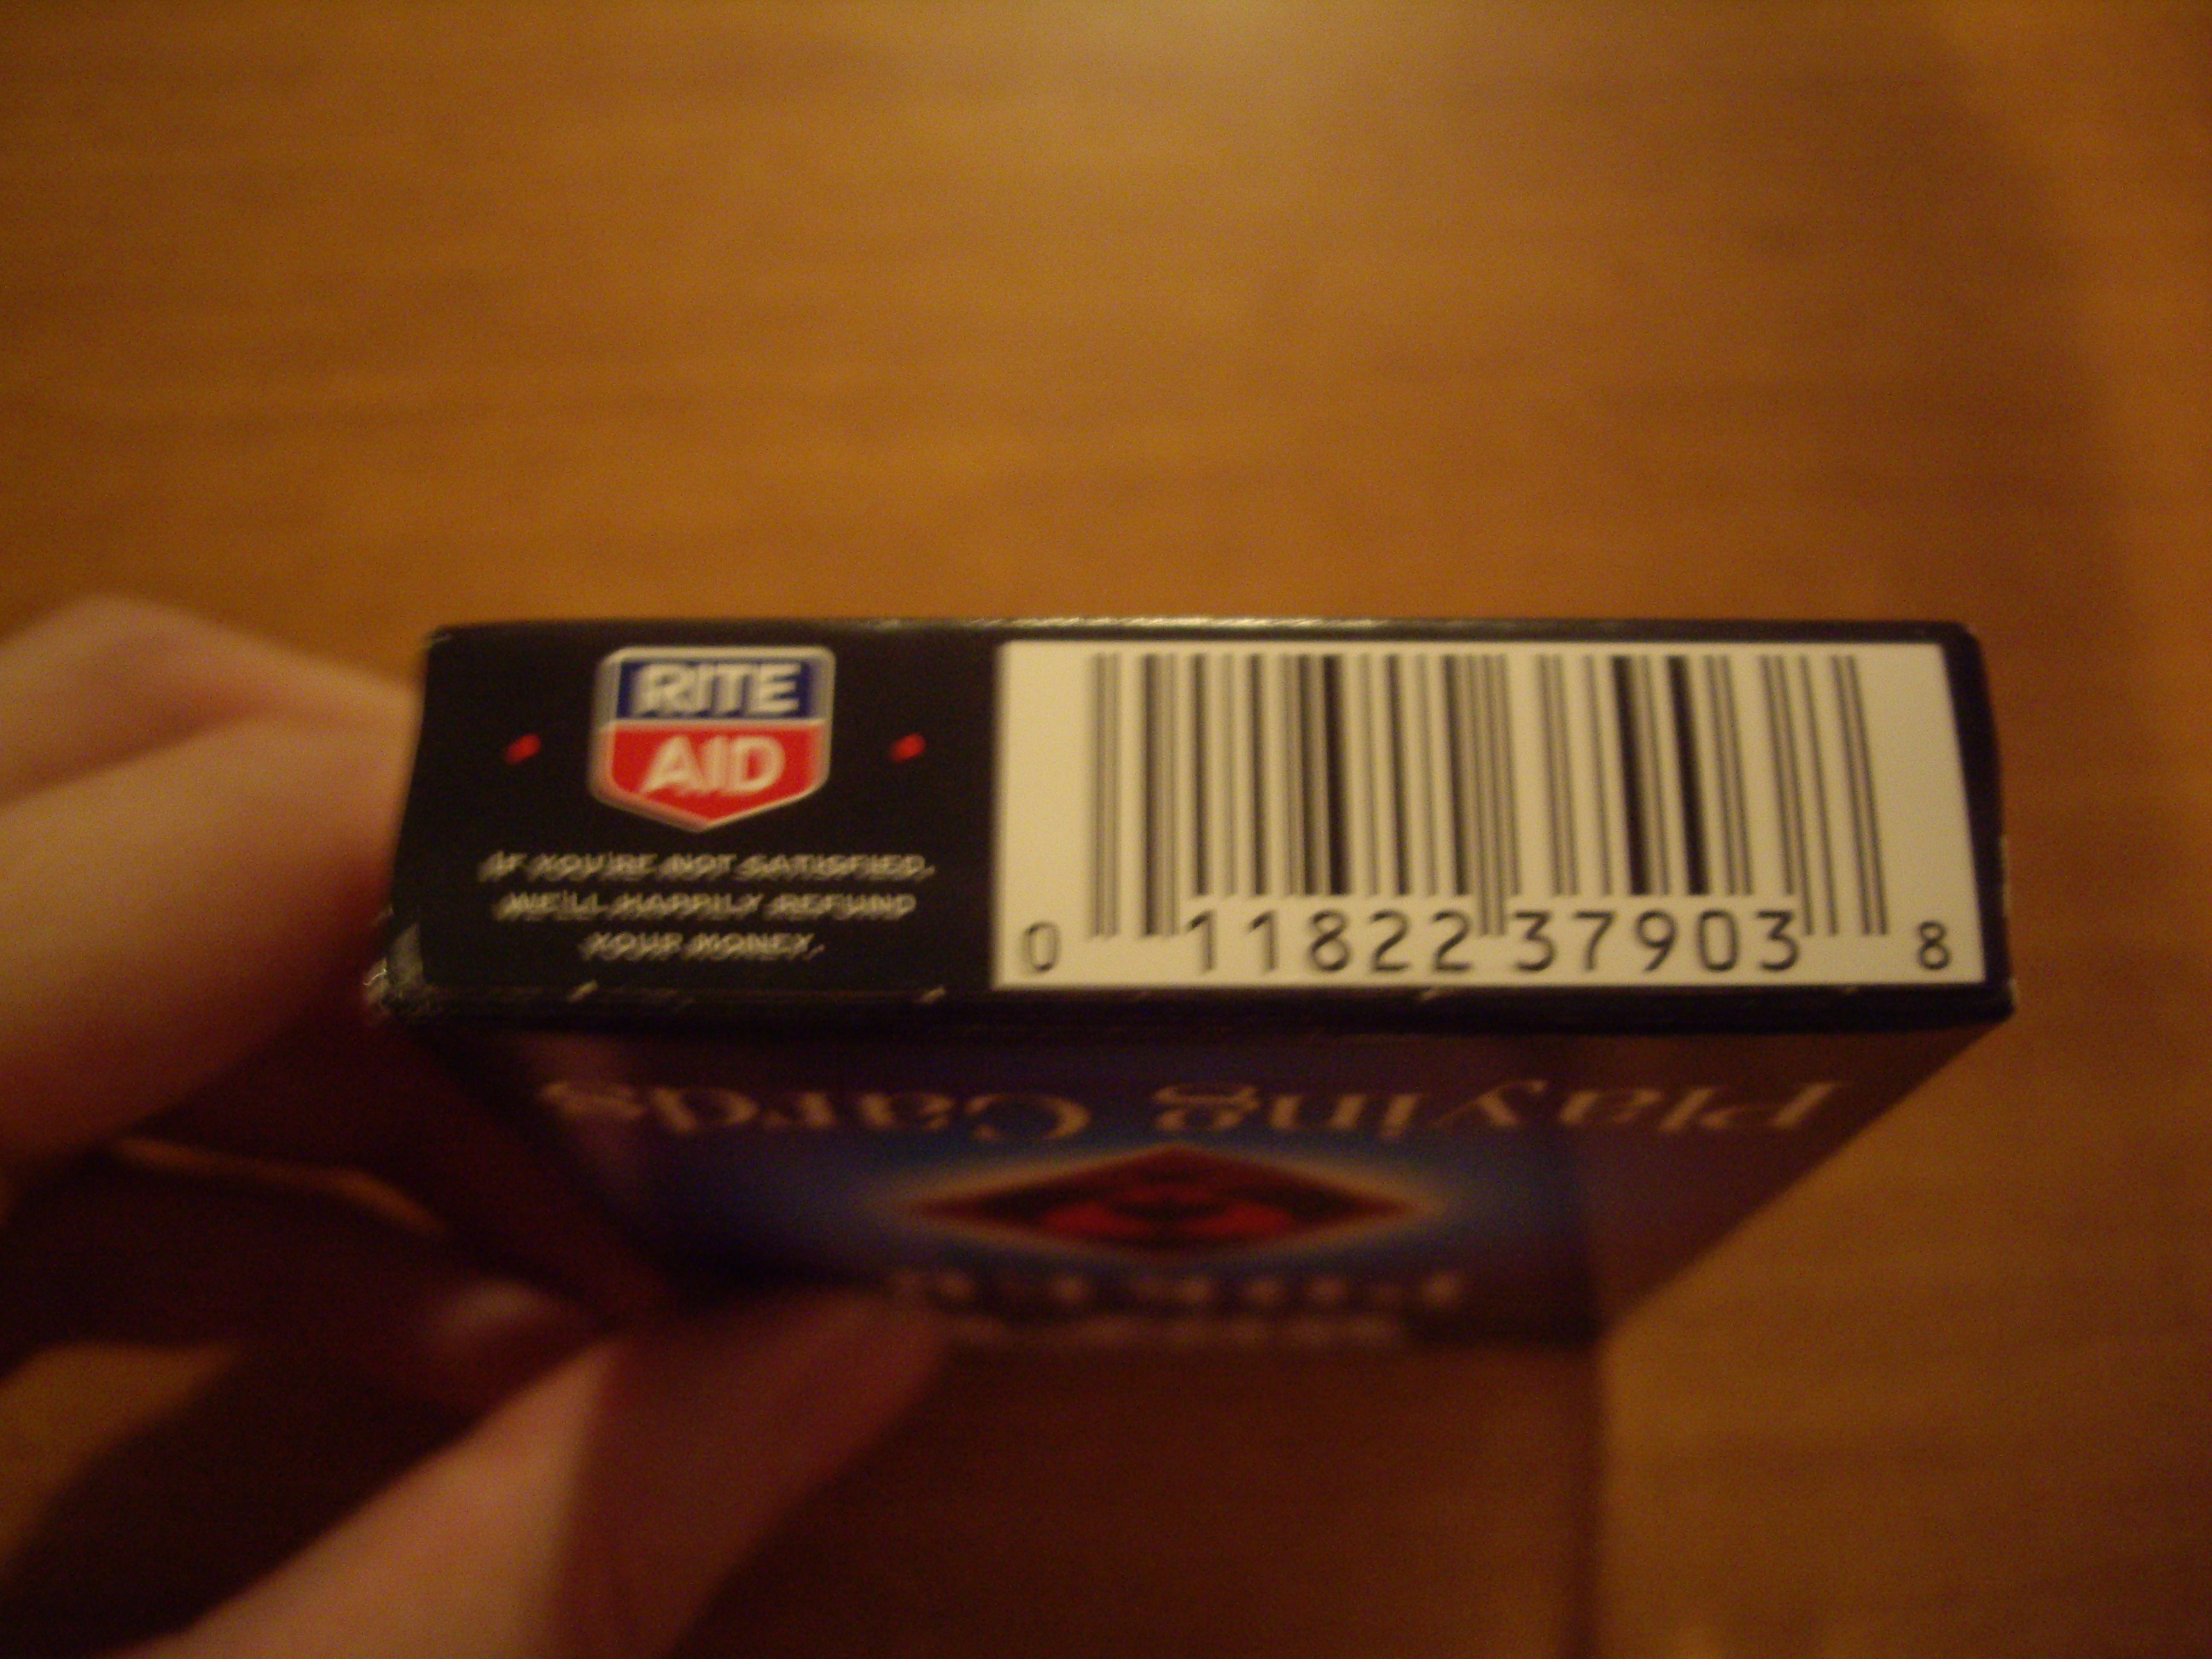 RITE
AID
IF YOU'RE NOT SATISFIED,
WE'LL HAPPILY REFUND
YOUR MONEY.
0 11822 37903 8
Playing Cards